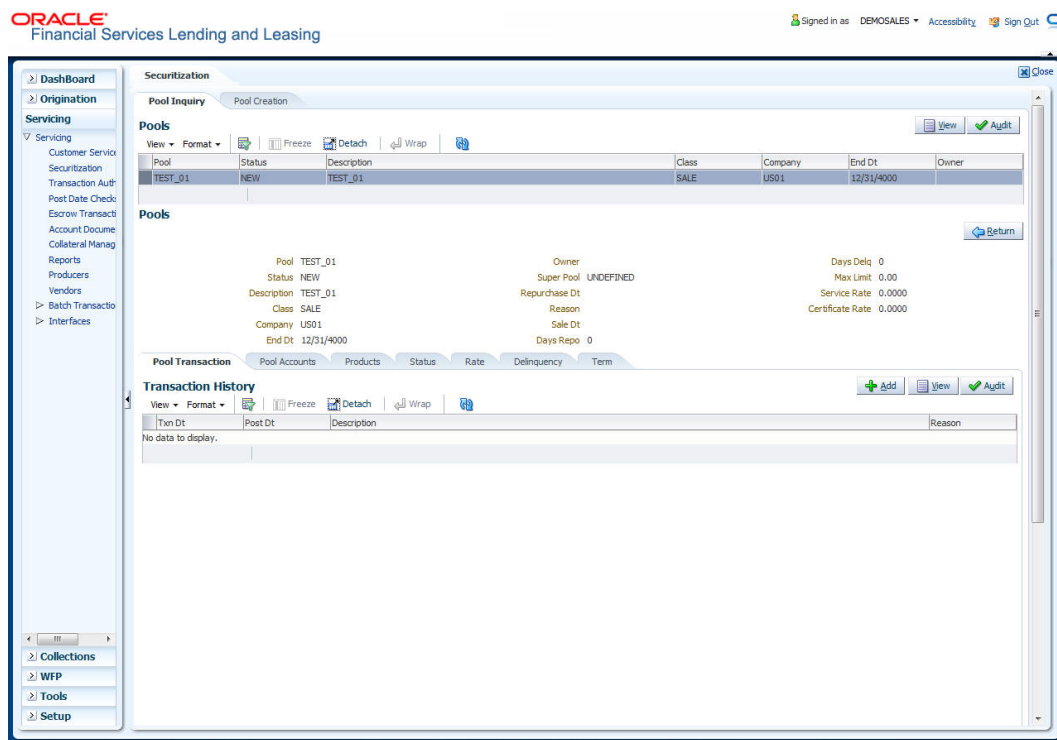 ORACLE
Financial Services Lending and Leasing
Signed in as DEMOSALES Accessibility Sign Out
Close
DashBoard
Origination
Servicing
Servicing
Customer Service
Securitization
Transaction Auth
Post Date Checks
Escrow Transacti
Account Docume
Collateral Manag
Reports
Producers
Vendors
Batch Transactio
Interfaces
Collections
WFP
Tools
Setup
Securitization
Pool Inquiry Pool Creation
Pools
View Audit
View Format Freeze Detach Wrap
Pool Status Description Class Company End Dt Owner
TEST_01 NEW TEST_01 SALE US01 12/31/4000
Pools
Return
Pool TEST_01 Owner Days Delq 0
Status NEW Super Pool UNDEFINED Max Limit 0.00
Description TEST_01 Repurchase Dt Service Rate 0.0000
Class SALE Reason Certificate Rate 0.0000
Company US01 Sale Dt
End Dt 12/31/4000 Days Repo 0
Pool Transaction Pool Accounts Products Status Rate Delinquency Term
Transaction History
Add View Audit
View Format Freeze Detach Wrap
Txn Dt Post Dt Description Reason
No data to display.